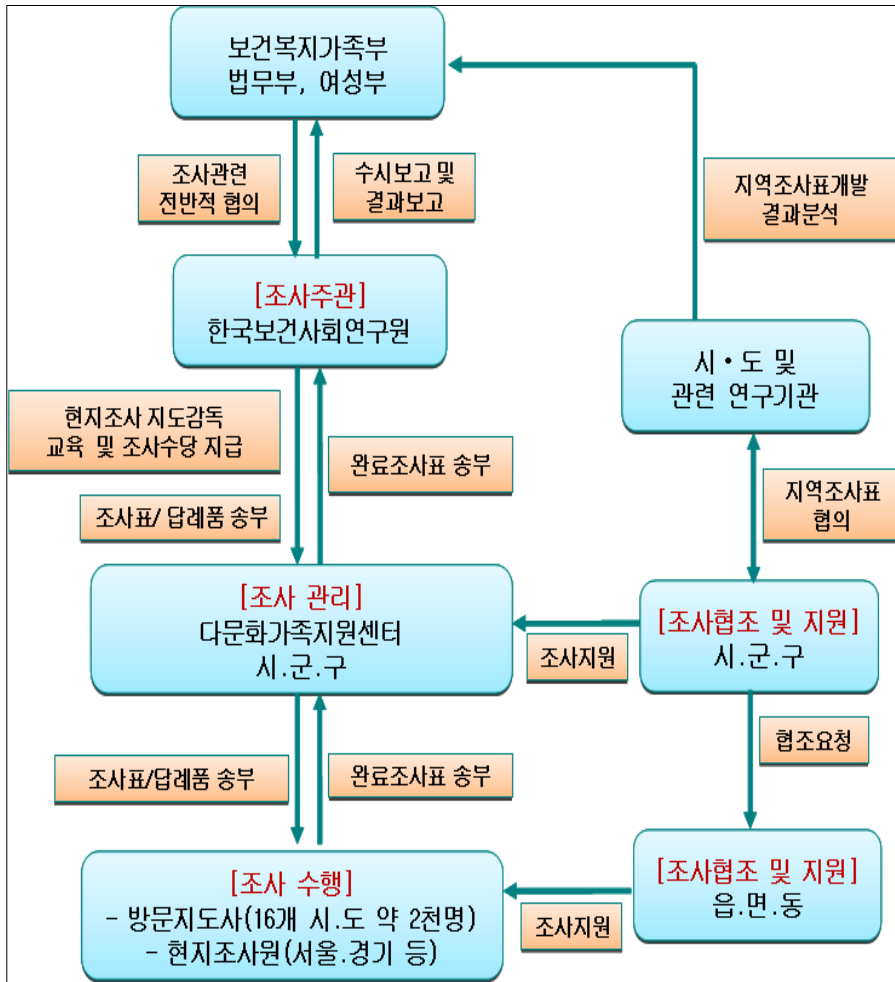 보건복지가족부
법무부, 여성부
조사관련
전반적 협의
수시보고 및
결과보고
지역조사표개발
결과분석
[조사주관]
한국보건사회연구원
시·도 및
관련 연구기관
현지조사 지도감독
교육 및 조사수당 지급
완료조사표 송부
조사표/ 답례품 송부
지역조사표
협의
[조사 관리]
다문화가족지원센터
시.군.구
조사지원
[조사협조 및 지원]
시.군.구
조사표/답례품 송부
완료조사표 송부
협조요청
[조사 수행]
- 방문지도사(16개 시.도 약 2천명)
- 현지조사원(서울.경기 등)
조사지원
[조사협조 및 지원]
읍.면.동